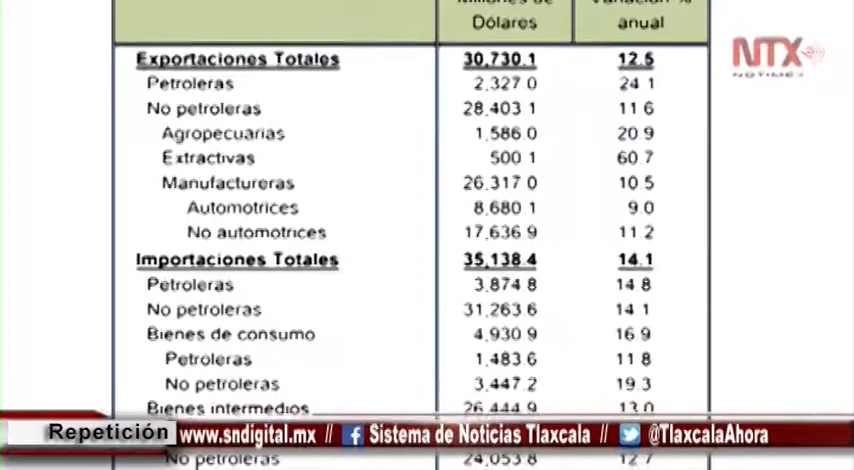 Millones de Variación %
Dólares anual
NTX
NOTIMEX
Exportaciones Totales 30,730.1 12.5
Petroleras 2,327.0 24.1
No petroleras 28,403.1 11.6
Agropecuarias 1,586.0 20.9
Extractivas 500.1 60.7
Manufactureras 26,317.0 10.5
Automotrices 8,680.1 9.0
No automotrices 17,636.9 11.2
Importaciones Totales 35,138.4 14.1
Petroleras 3,874.8 14.8
No petroleras 31,263.6 14.1
Bienes de consumo 4,930.9 16.9
Petroleras 1,483.6 11.8
No petroleras 3,447.2 19.3
Bienes intermedios 26,444.9 13.0
Repetición www.sndigital.mx // Sistema de Noticias Tlaxcala // @TlaxcalaAhora
No petroleras 24,053.8 12.7